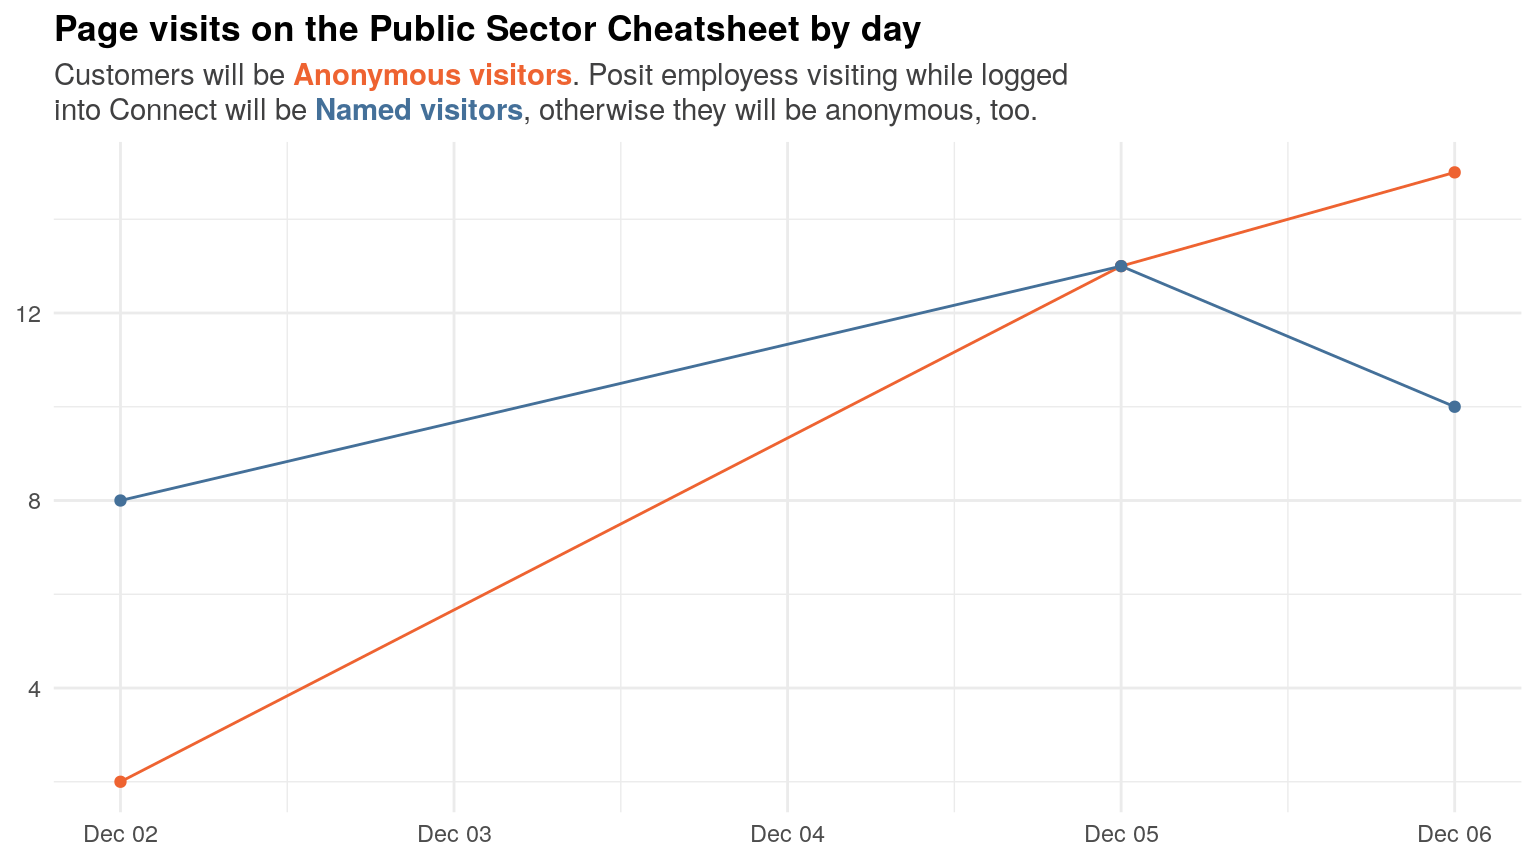 Page visits on the Public Sector Cheatsheet by day
Customers will be Anonymous visitors. Posit employess visiting while logged
into Connect will be Named visitors, otherwise they will be anonymous, too.
12
8
4
Dec 02 Dec 03 Dec 04 Dec 05 Dec 06